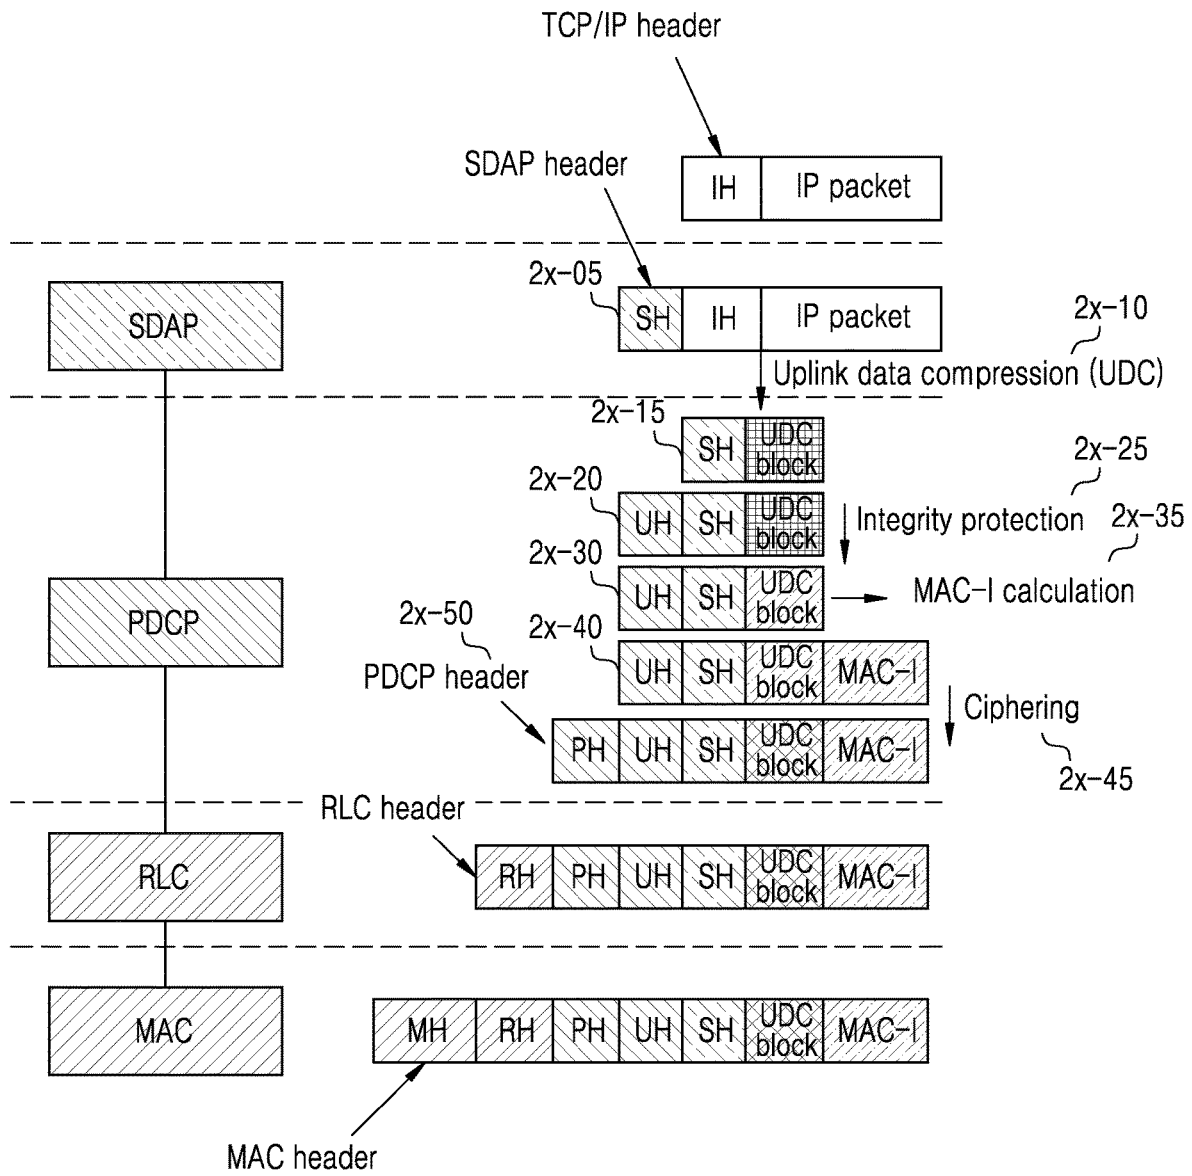 TCP/IP header
SDAP header
IH IP packet
2x-05
SDAP
SH IH IP packet
2x-10
Uplink data compression (UDC)
2x-15
SH UDC block
2x-25
2x-20
UH SH UDC block
Integrity protection
2x-35
2x-30
UH SH UDC block
MAC-I calculation
PDCP
2x-50
2x-40
PDCP header
UH SH UDC block MAC-I
Ciphering
PH UH SH UDC block MAC-I
2x-45
RLC header
RLC
RH PH UH SH UDC block MAC-I
MAC
MH RH PH UH SH UDC block MAC-I
MAC header